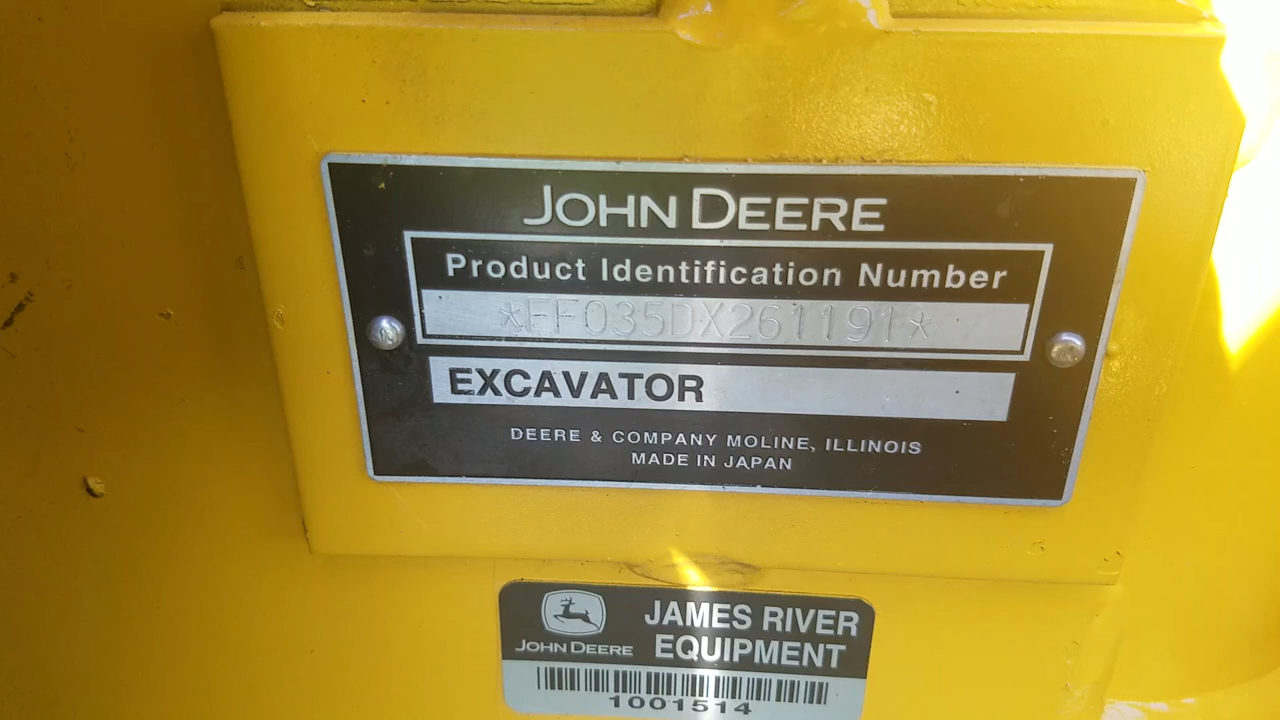 JOHN DEERE
Product Identification Number
*FF035DX261191*
EXCAVATOR
DEERE & COMPANY MOLINE, ILLINOIS
MADE IN JAPAN
JAMES RIVER
JOHN DEERE EQUIPMENT
1001514